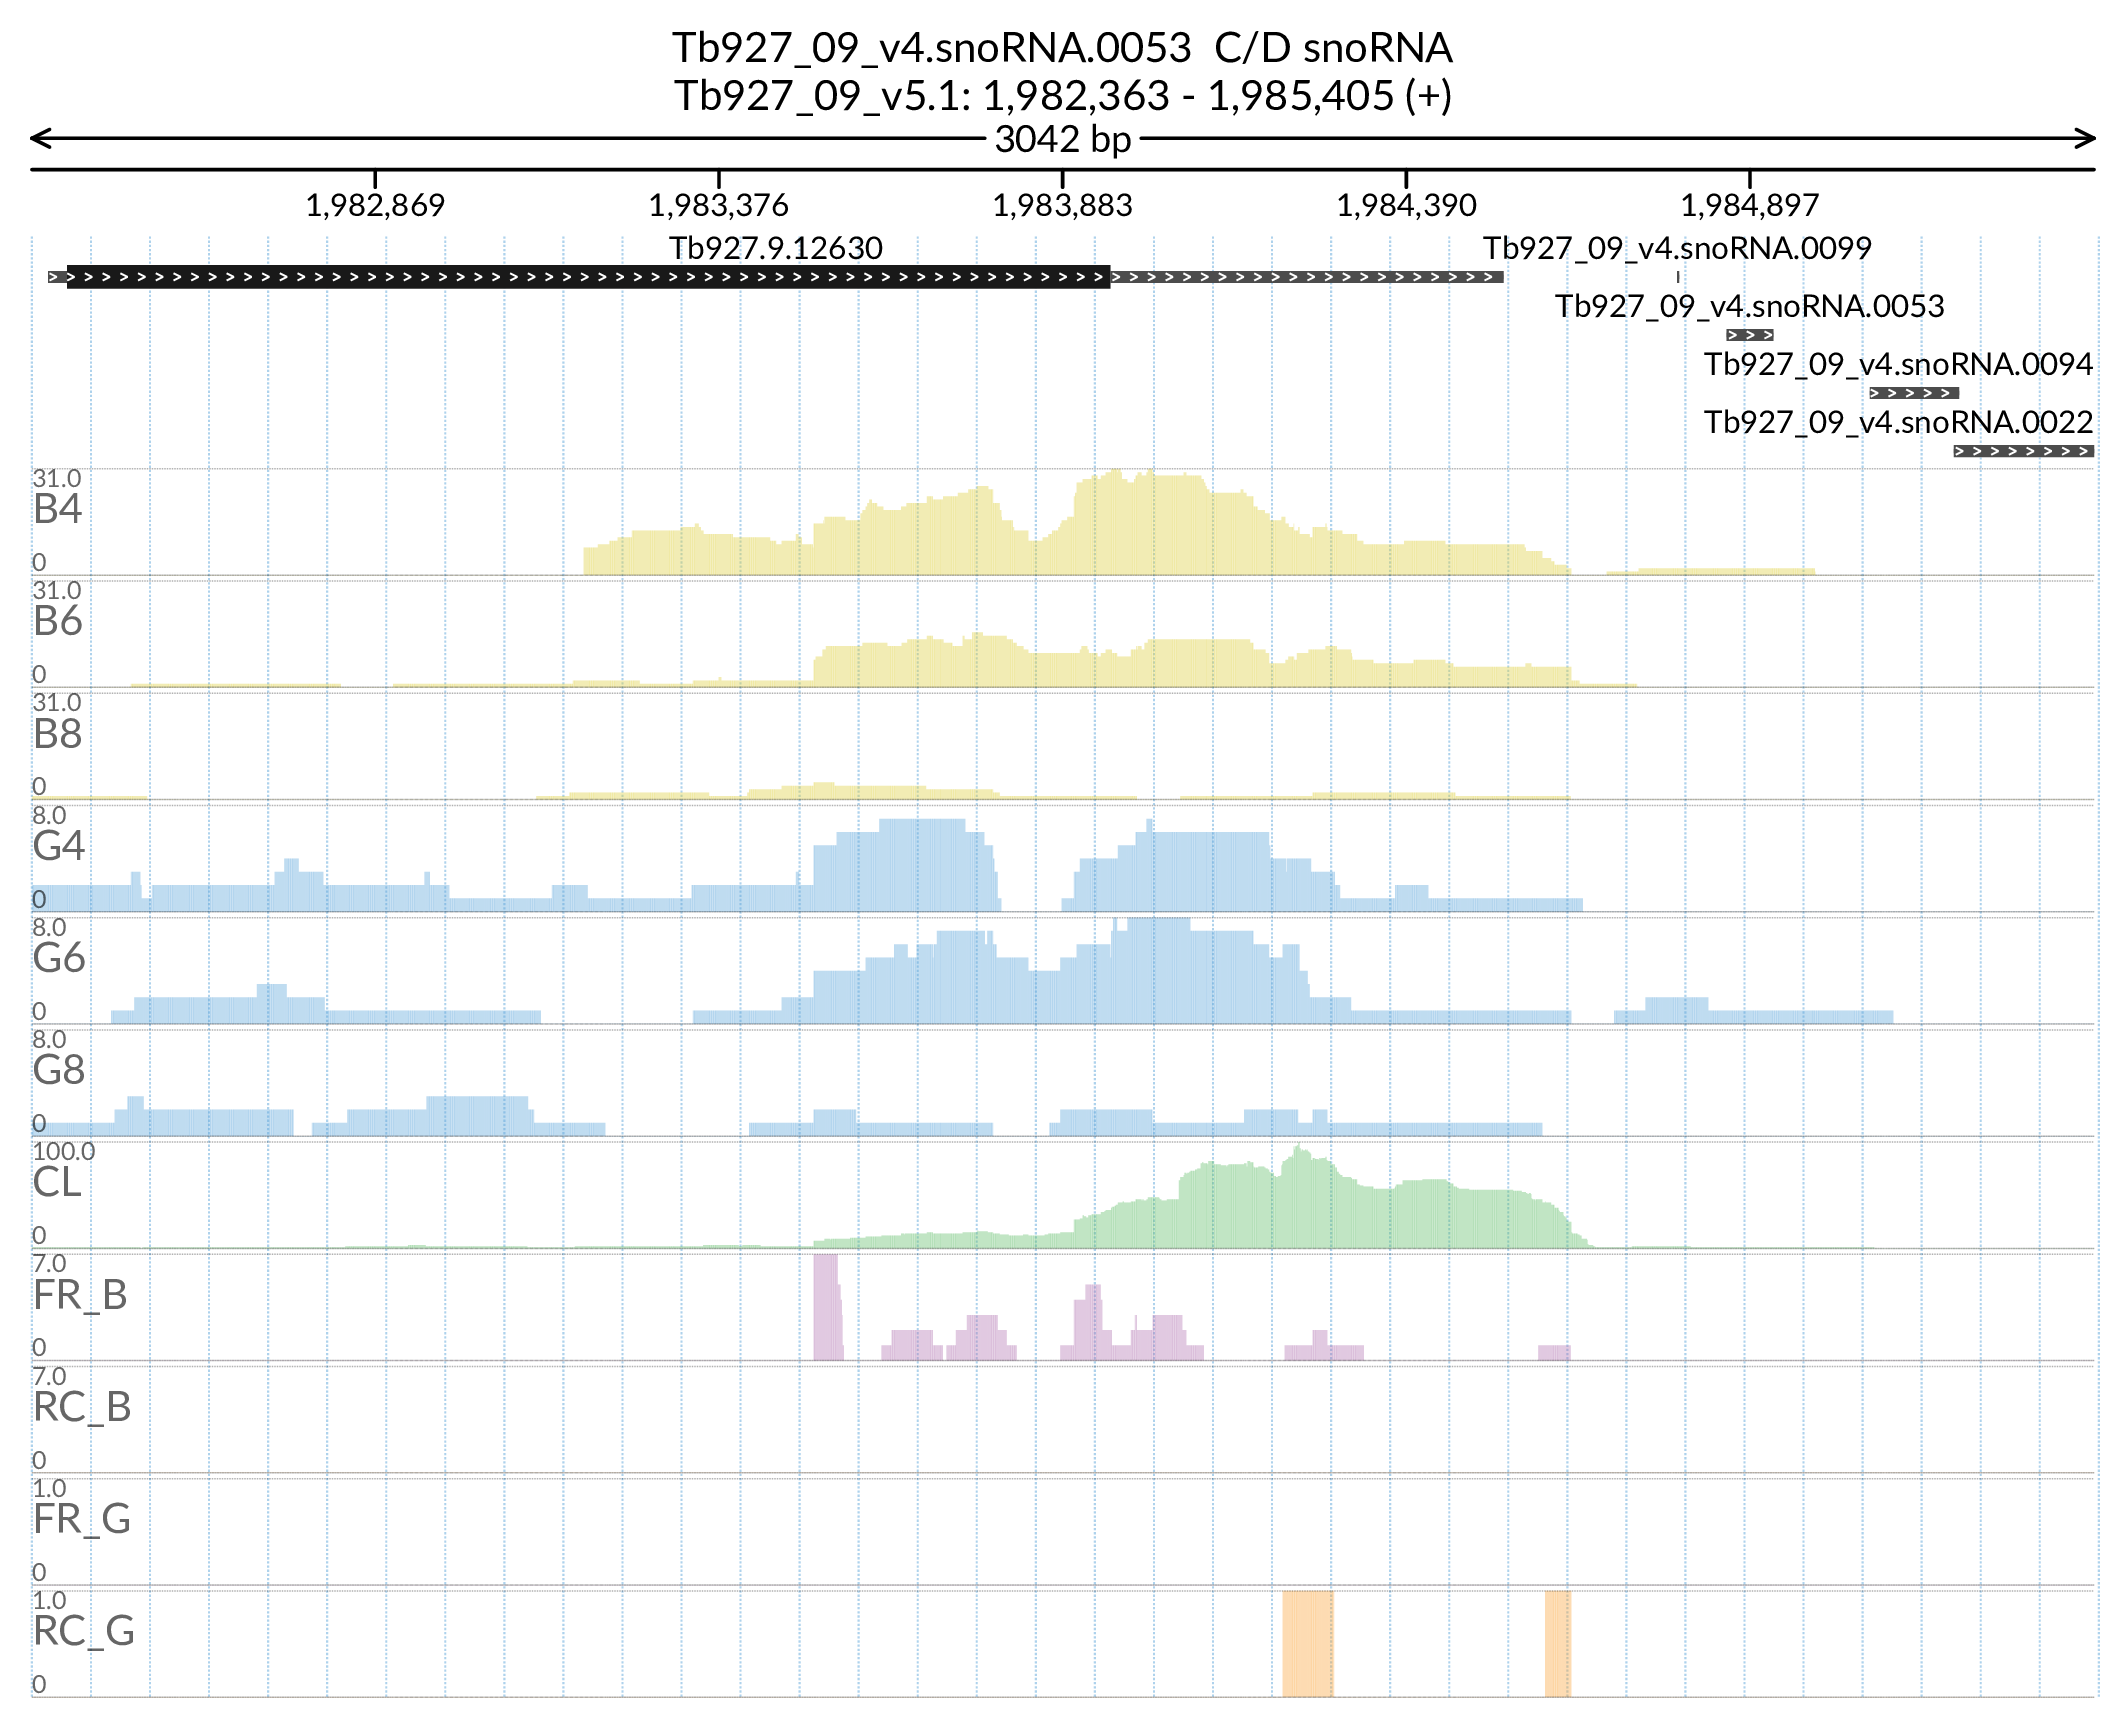 Tb927_09_v4.snoRNA.0053 C/D snoRNA
Tb927_09_v5.1: 1,982,363 - 1,985,405 (+)
3042 bp
1,982,869 1,983,376 1,983,883 1,984,390 1,984,897
Tb927.9.12630 Tb927_09_v4.snoRNA.0099
Tb927_09_v4.snoRNA.0053
Tb927_09_v4.snoRNA.0094
Tb927_09_v4.snoRNA.0022
31.0
B4
0
31.0
B6
0
31.0
B8
0
8.0
G4
0
8.0
G6
0
8.0
G8
0
100.0
CL
0
7.0
FR_B
0
7.0
RC_B
0
1.0
FR_G
0
1.0
RC_G
0